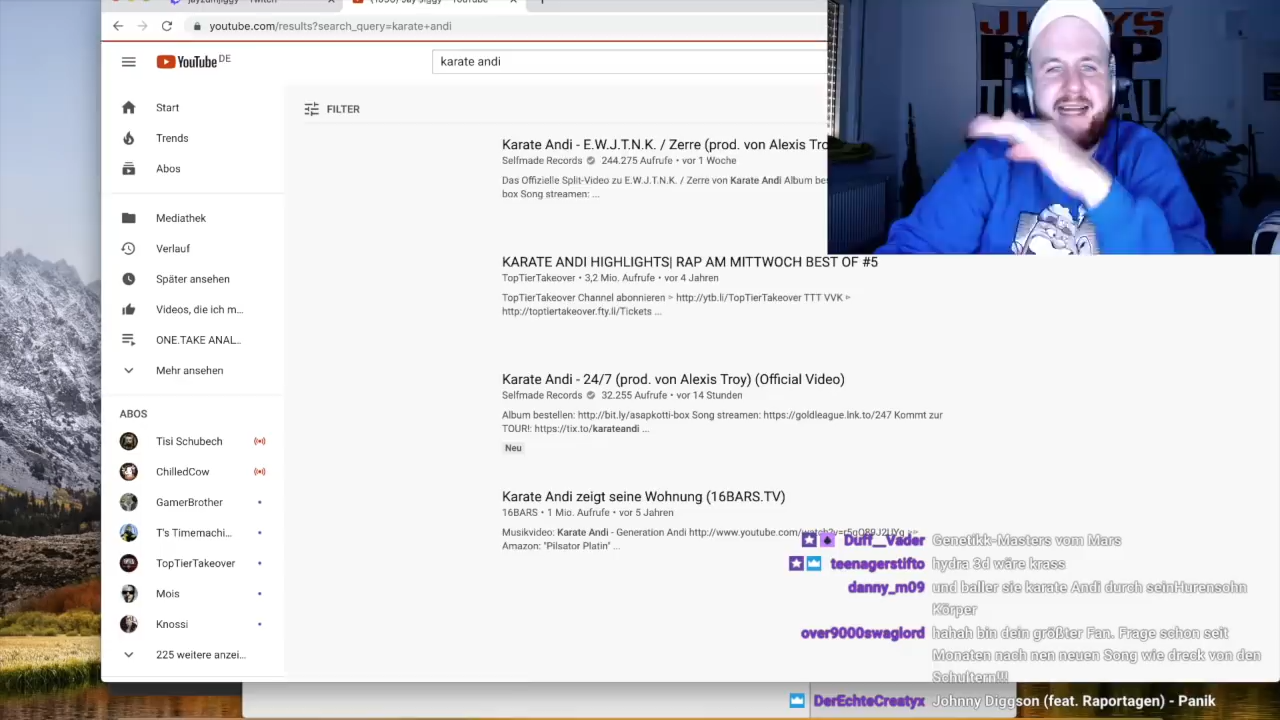 youtube.com/results?search_query=karate+andi
YouTube DE
karate andi
Start
Trends
Abos
Mediathek
Verlauf
Später ansehen
Videos, die ich m...
ONE.TAKE ANAL...
Mehr ansehen
ABOS
Tisi Schubech
ChilledCow
GamerBrother
T's Timemachi...
TopTierTakeover
Mois
Knossi
225 weitere anzei...
FILTER
Karate Andi - E.W.J.T.N.K. / Zerre (prod. von Alexis Tro
Selfmade Records 244.275 Aufrufe • vor 1 Woche
Das Offizielle Split-Video zu E.W.J.T.N.K. / Zerre von Karate Andi Album
box Song streamen: ...
KARATE ANDI HIGHLIGHTS| RAP AM MITTWOCH BEST OF #5
TopTierTakeover • 3,2 Mio. Aufrufe • vor 4 Jahren
TopTierTakeover Channel abonnieren ► http://ytb.li/TopTierTakeover TTT VVK ►
http://toptiertakeover.fty.li/Tickets ...
Karate Andi - 24/7 (prod. von Alexis Troy) (Official Video)
Selfmade Records 32.255 Aufrufe • vor 14 Stunden
Album bestellen: http://bit.ly/asapkotti-box Song streamen: https://goldleague.lnk.to/247 Kommt zur
TOUR!: https://tix.to/karateandi ...
Neu
Karate Andi zeigt seine Wohnung (16BARS.TV)
16BARS • 1 Mio. Aufrufe • vor 5 Jahren
Musikvideo: Karate Andi - Generation Andi
Amazon: "Pilsator Platin" ...
Duff__Vader Genetikk-Masters vom Mars
teenagerstifto hydra 3d wäre krass
danny_m09 und baller sie karate Andi durch seinHurensohn
Körper
over9000swaglord hahah bin dein größter Fan. Frage schon seit
Monaten nach nen neuen Song wie dreck von den
Schultern!!!
DerEchteCreatyx Johnny Diggson (feat. Raportagen) - Panik